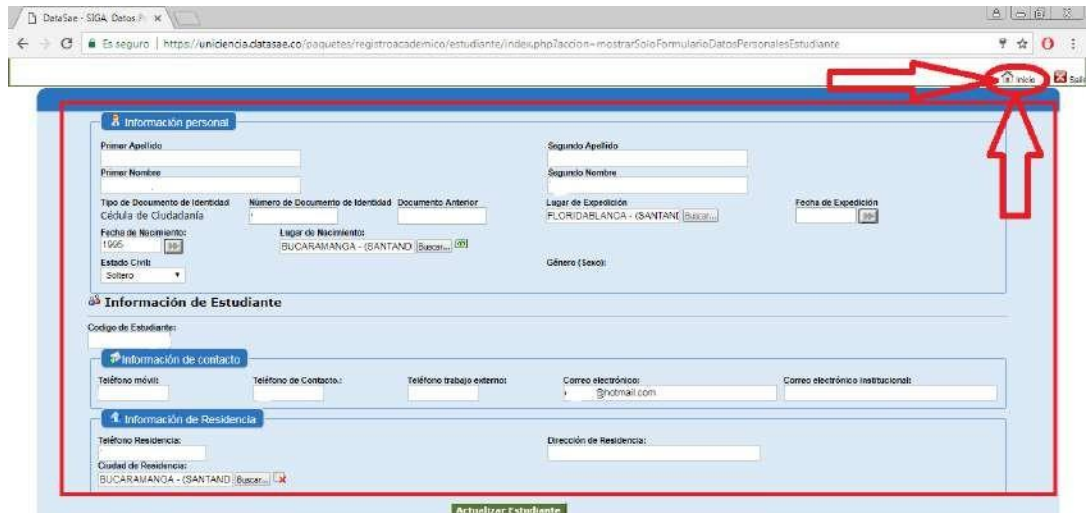 DataSae - SIGA, Datos P
Es seguro | https://uniciencia.datasae.co/paquetes/registroacademico/estudiante/index.php?accion=mostrarSoloFormularioDatosPersonalesEstudiante
Inicio Salir
Información personal
Primer Apellido Segundo Apellido
Primer Nombre Segundo Nombre
Tipo de Documento de Identidad Número de Documento de Identidad Documento Anterior Lugar de Expedición Fecha de Expedición
Cédula de Ciudadanía FLORIDABLANCA - (SANTAND Buscar...
Fecha de Nacimiento: Lugar de Nacimiento:
1995 BUCARAMANGA - (SANTAND Buscar...
Estado Civil: Género (Sexo):
Soltero
Información de Estudiante
Codigo de Estudiante:
Información de contacto
Teléfono móvil: Teléfono de Contacto.: Teléfono trabajo externo: Correo electrónico: Correo electrónico institucional:
@hotmail.com
Información de Residencia
Teléfono Residencia: Dirección de Residencia:
Ciudad de Residencia:
BUCARAMANGA - (SANTAND Buscar...
Actualizar Estudiante